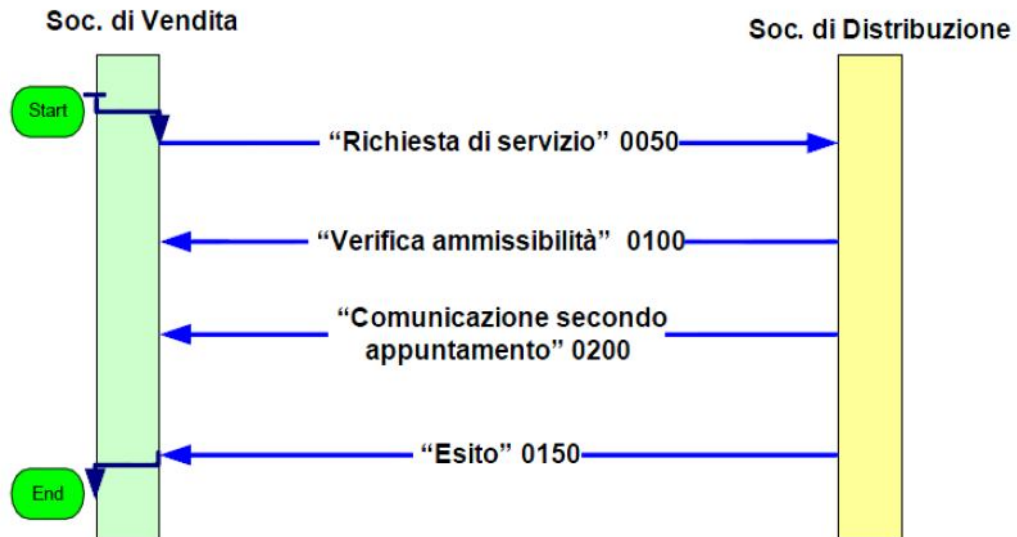 Soc. di Vendita
Soc. di Distribuzione
Start
“Richiesta di servizio” 0050
“Verifica ammissibilità” 0100
“Comunicazione secondo
appuntamento” 0200
“Esito” 0150
End